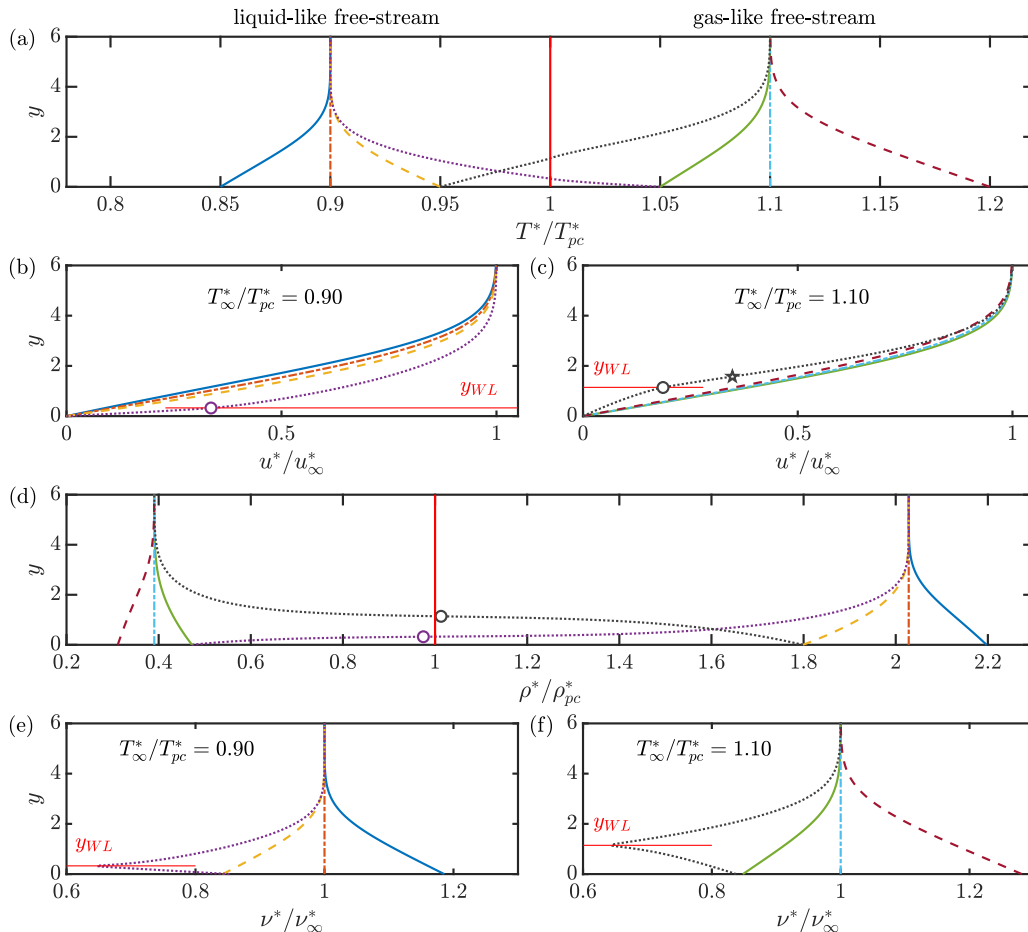 liquid-like free-stream
gas-like free-stream
(a)
6
4
2
0
y
0.8
0.85
0.9
0.95
1
1.05
1.1
1.15
1.2
T*/T*pc
(b)
T*∞/T*pc = 0.90
6
4
2
0
y
yWL
0
0.5
1
u*/u*∞
(c)
T*∞/T*pc = 1.10
6
4
2
0
yWL
0
0.5
1
u*/u*∞
(d)
6
4
2
0
y
0.2
0.4
0.6
0.8
1
1.2
1.4
1.6
1.8
2
2.2
ρ*/ρ*pc
(e)
T*∞/T*pc = 0.90
6
4
2
0
y
yWL
0.6
0.8
1
1.2
ν*/ν*∞
(f)
T*∞/T*pc = 1.10
6
4
2
0
yWL
0.6
0.8
1
1.2
ν*/ν*∞